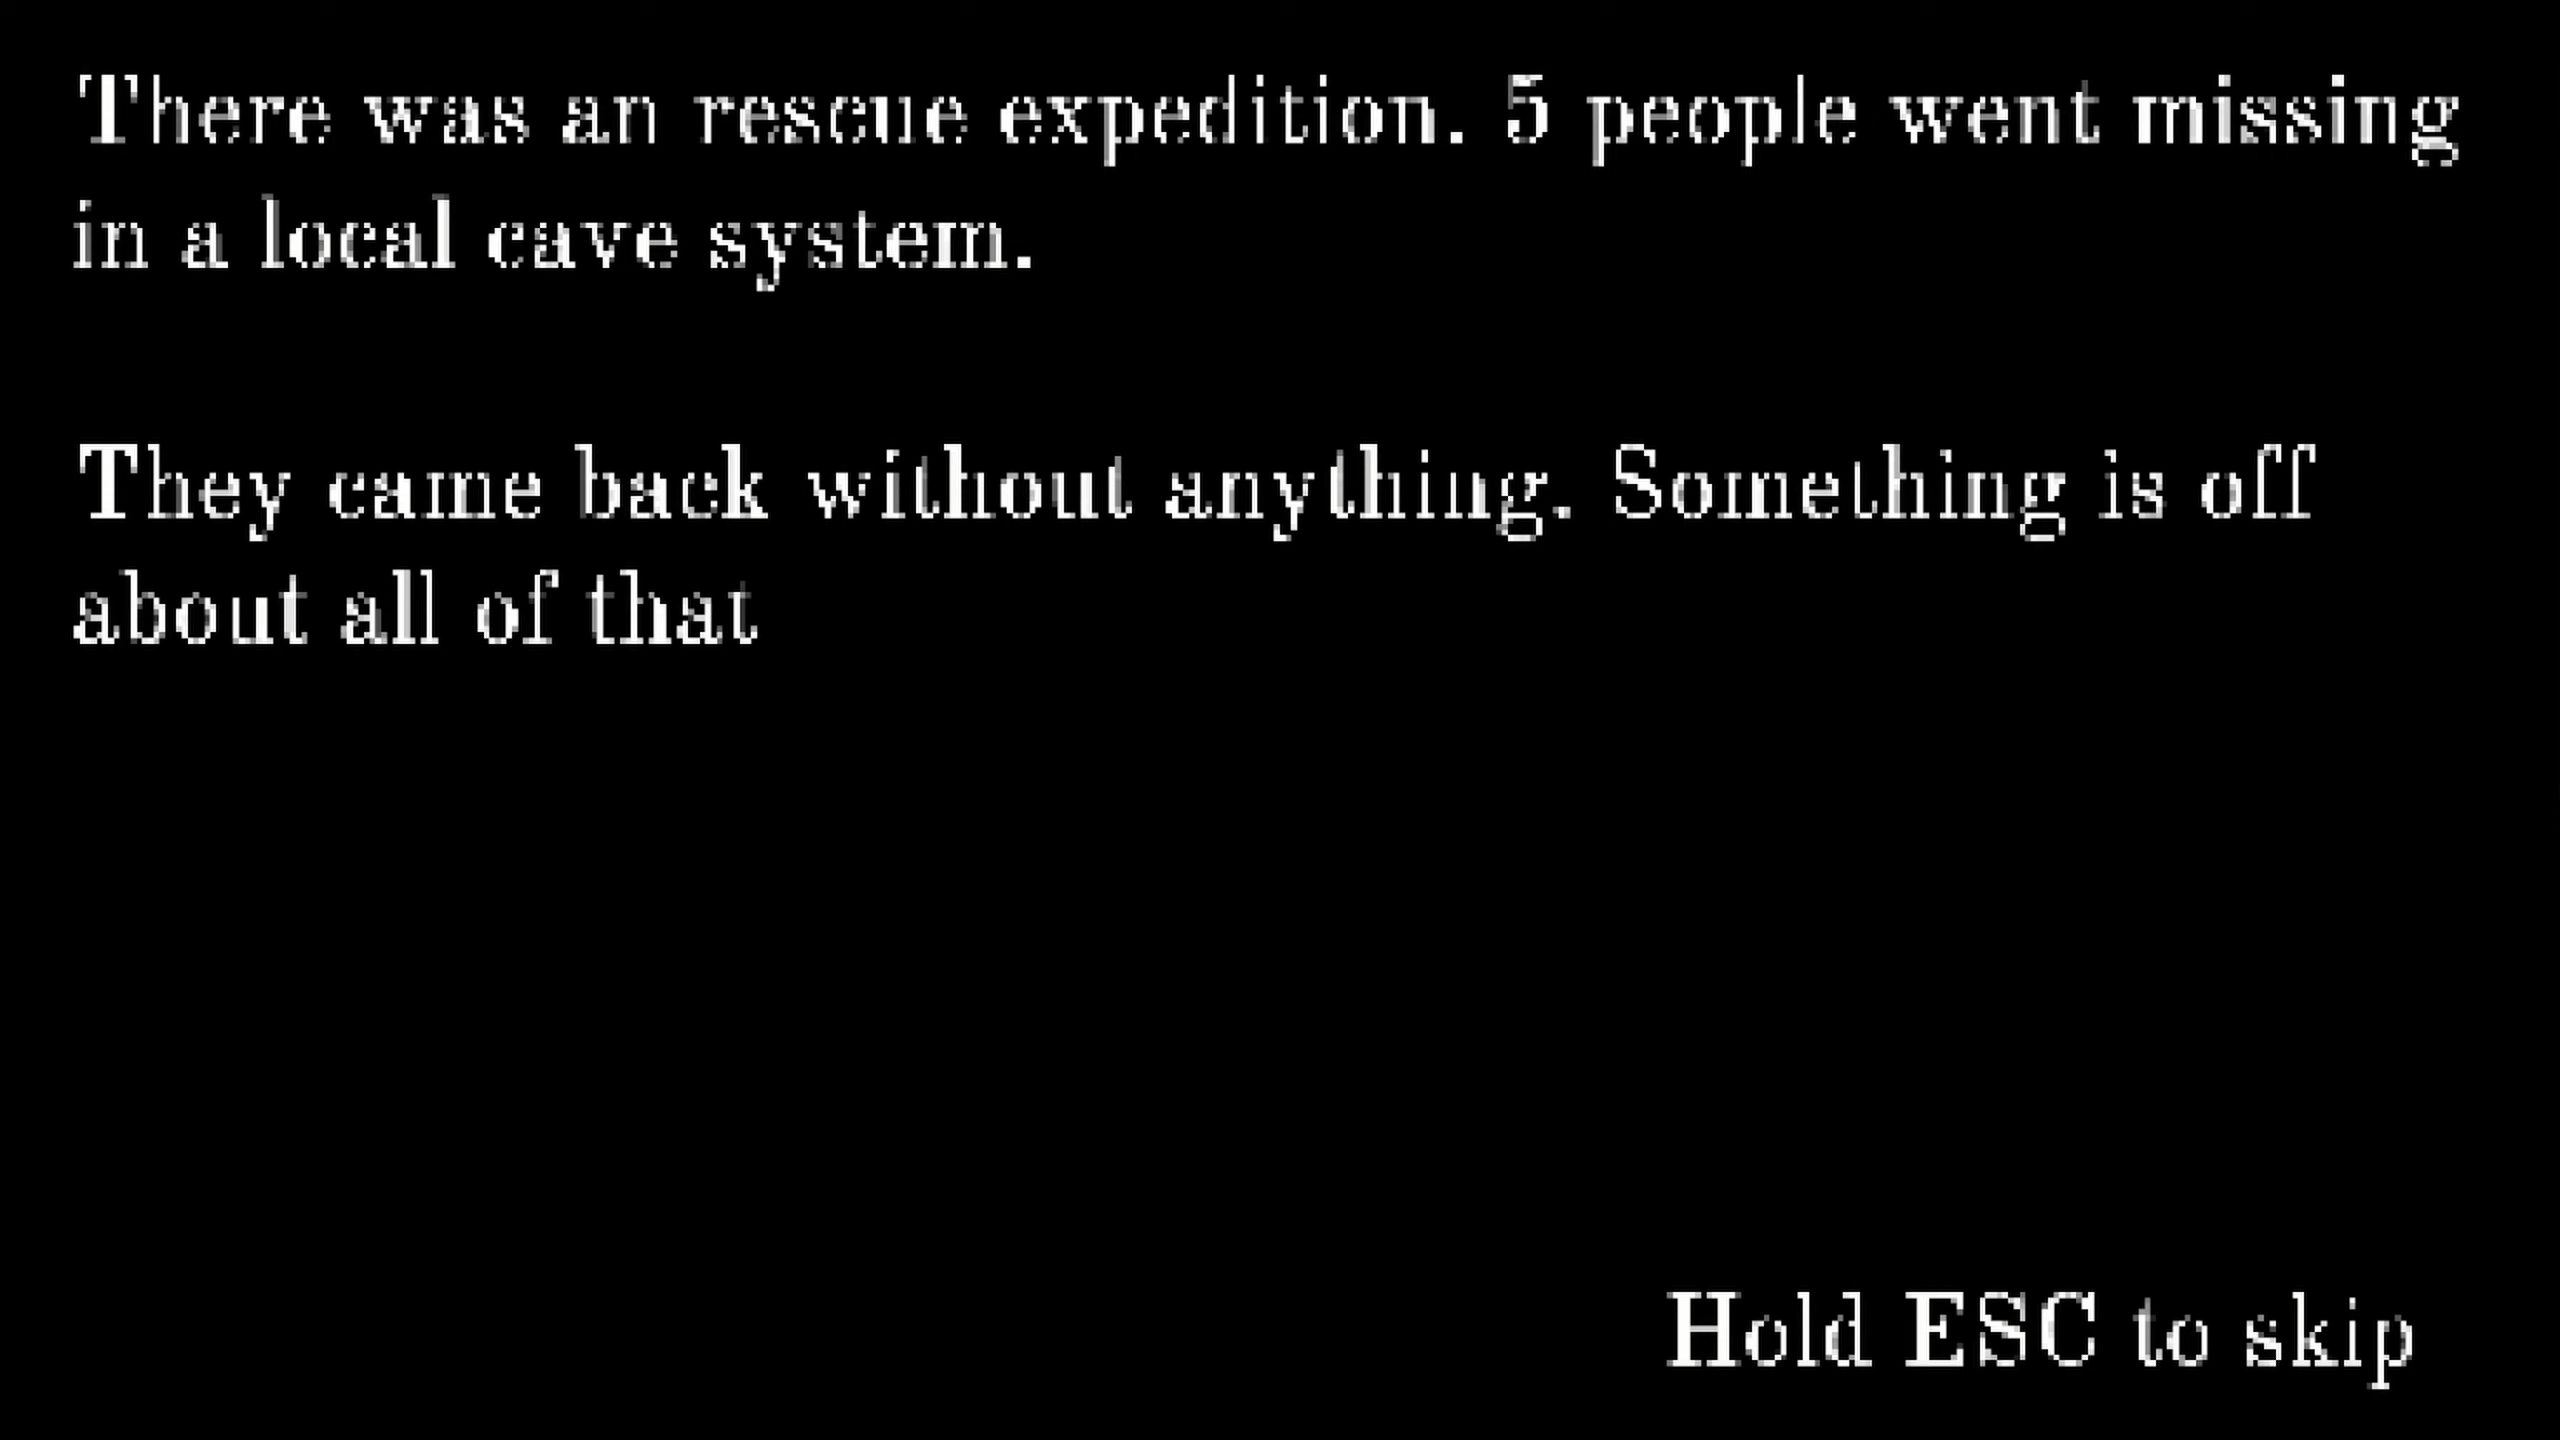 There was an rescue expedition. 5 people went missing
in a local cave system.
They came back without anything. Something is off
about all of that
Hold ESC to skip